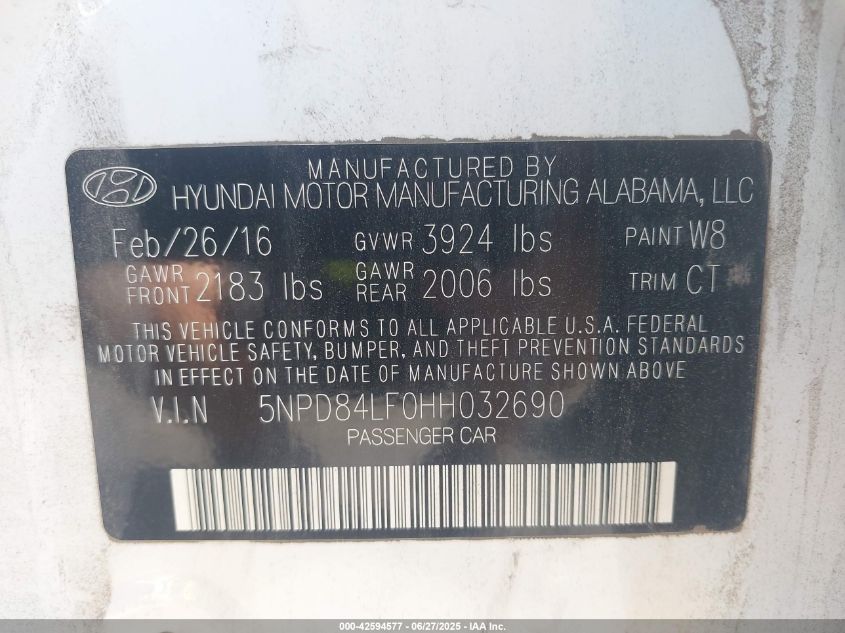 MANUFACTURED BY
HYUNDAI MOTOR MANUFACTURING ALABAMA, LLC
Feb/26/16 GVWR 3924 lbs PAINT W8
GAWR FRONT 2183 lbs GAWR REAR 2006 lbs TRIM CT
THIS VEHICLE CONFORMS TO ALL APPLICABLE U.S.A. FEDERAL
MOTOR VEHICLE SAFETY, BUMPER, AND THEFT PREVENTION STANDARDS
IN EFFECT ON THE DATE OF MANUFACTURE SHOWN ABOVE
V.I.N 5NPD84LF0HH032690
PASSENGER CAR
000-42594577 - 06/27/2025 - IAA Inc.